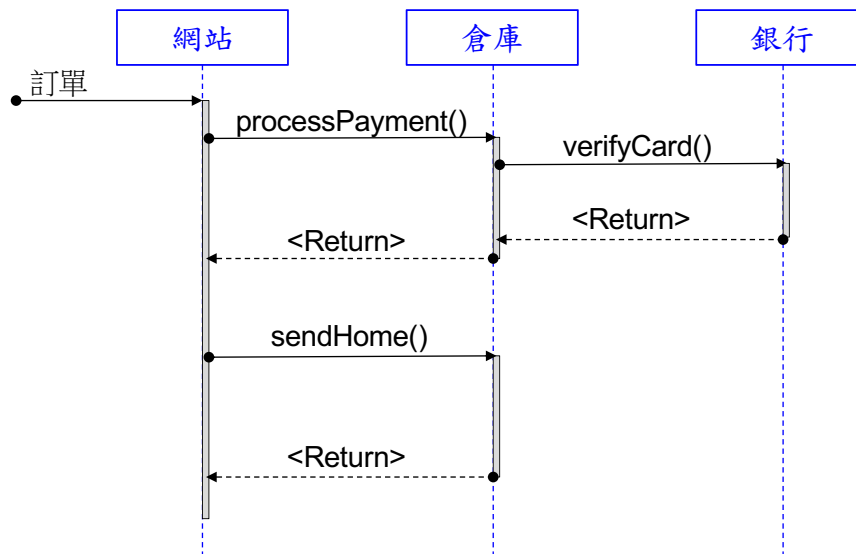 網站
倉庫
銀行
訂單
processPayment()
verifyCard()
<Return>
<Return>
sendHome()
<Return>